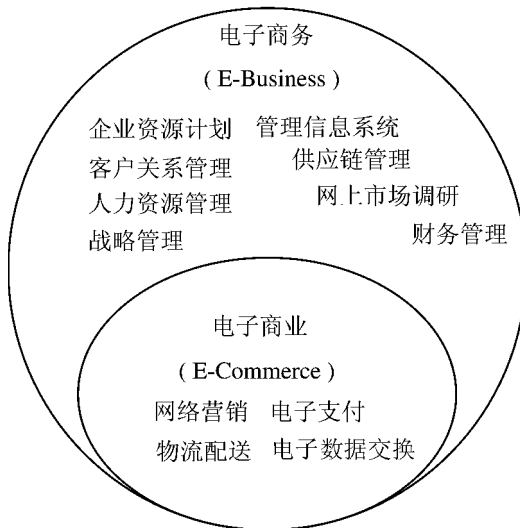 电子商务
( E-Business )
企业资源计划 管理信息系统
客户关系管理 供应链管理
人力资源管理 网上市场调研
战略管理 财务管理
电子商业
( E-Commerce )
网络营销 电子支付
物流配送 电子数据交换